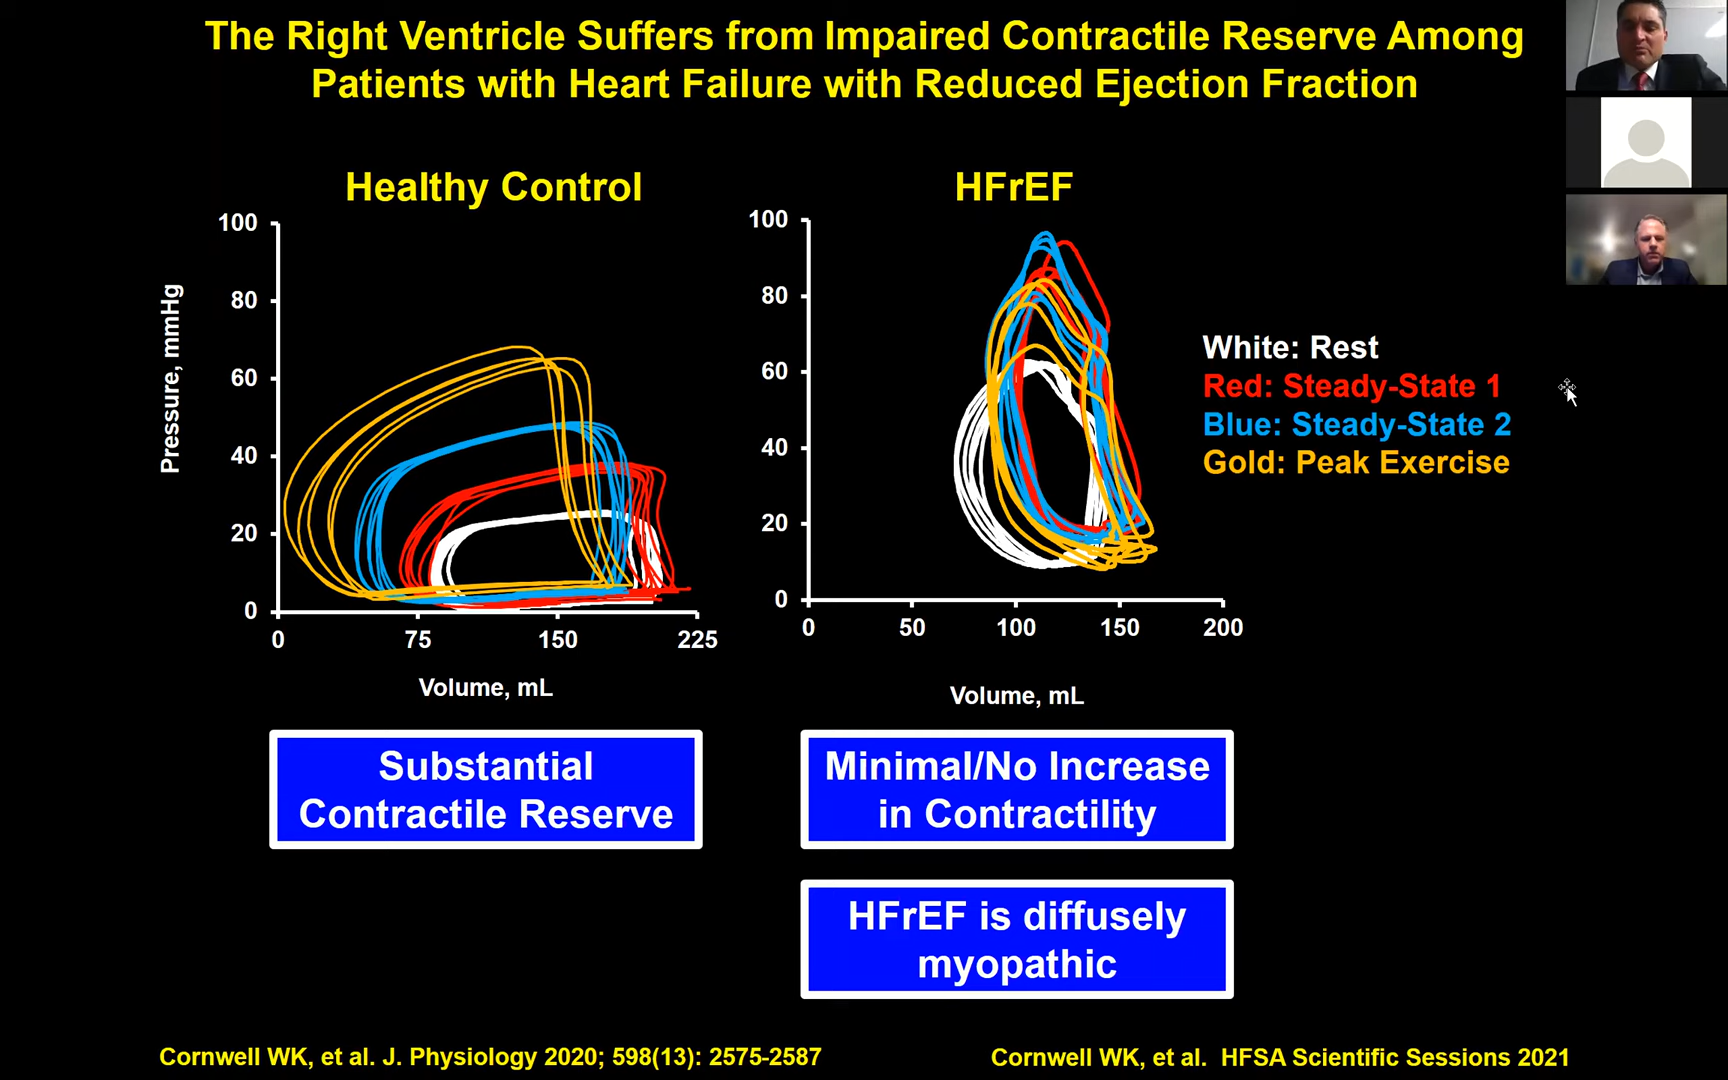 The Right Ventricle Suffers from Impaired Contractile Reserve Among
Patients with Heart Failure with Reduced Ejection Fraction
Healthy Control
HFrEF
100
80
60
40
20
0
Pressure, mmHg
0 75 150 225
Volume, mL
100
80
60
40
20
0
0 50 100 150 200
Volume, mL
White: Rest
Red: Steady-State 1
Blue: Steady-State 2
Gold: Peak Exercise
Substantial
Contractile Reserve
Minimal/No Increase
in Contractility
HFrEF is diffusely
myopathic
Cornwell WK, et al. J. Physiology 2020; 598(13): 2575-2587
Cornwell WK, et al. HFSA Scientific Sessions 2021